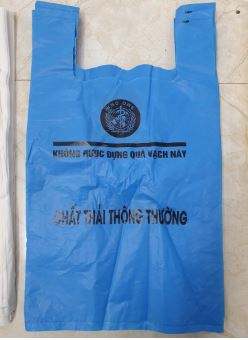 KHÔNG ĐƯỢC ĐỰNG QUÁ VẠCH NÀY
CHẤT THẢI THÔNG THƯỜNG